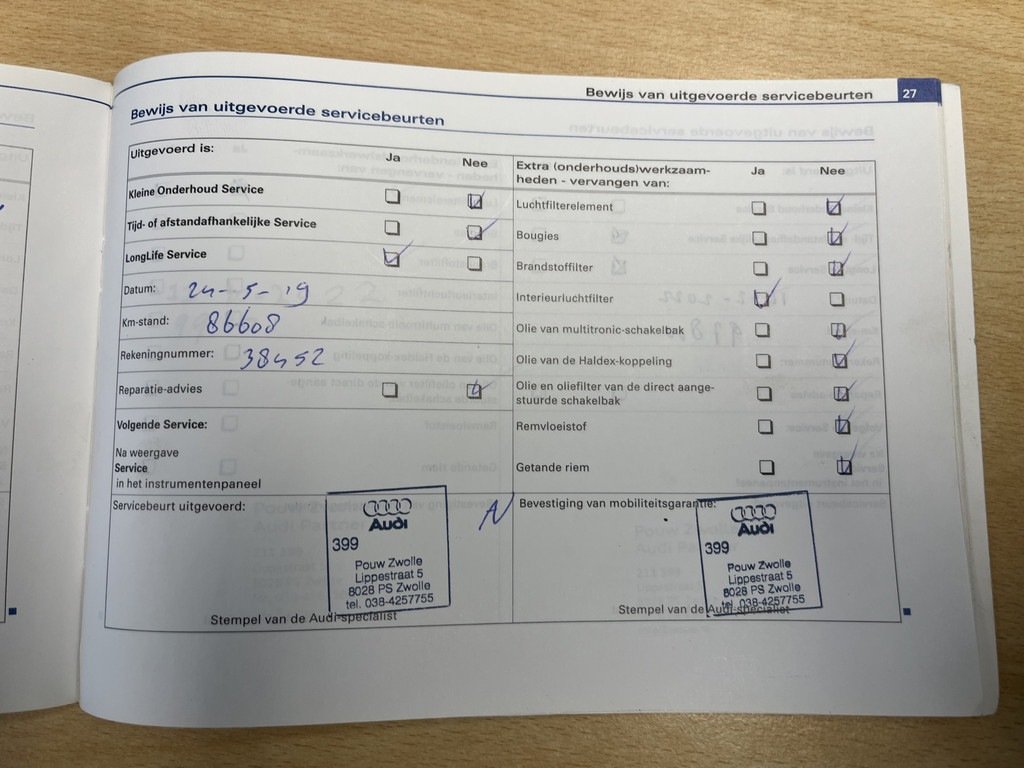 Bewijs van uitgevoerde servicebeurten 27
Bewijs van uitgevoerde servicebeurten
Uitgevoerd is: Ja Nee
Kleine Onderhoud Service
Tijd- of afstandafhankelijke Service
LongLife Service
Datum: 24-5-19
Km-stand: 86608
Rekeningnummer: 38452
Reparatie-advies
Volgende Service:
Na weergave
Service
in het instrumentenpaneel
Servicebeurt uitgevoerd:
Audi
399
Pouw Zwolle
Lippestraat 5
8028 PS Zwolle
tel. 038-4257755
Stempel van de Audi-specialist
Extra (onderhouds)werkzaam-
heden - vervangen van: Ja Nee
Luchtfilterelement
Bougies
Brandstoffilter
Interieurluchtfilter
Olie van multitronic-schakelbak
Olie van de Haldex-koppeling
Olie en oliefilter van de direct aange-
stuurde schakelbak
Remvloeistof
Getande riem
N Bevestiging van mobiliteitsgarantie:
Audi
399
Pouw Zwolle
Lippestraat 5
8028 PS Zwolle
tel. 038-4257755
Stempel van de Audi-specialist